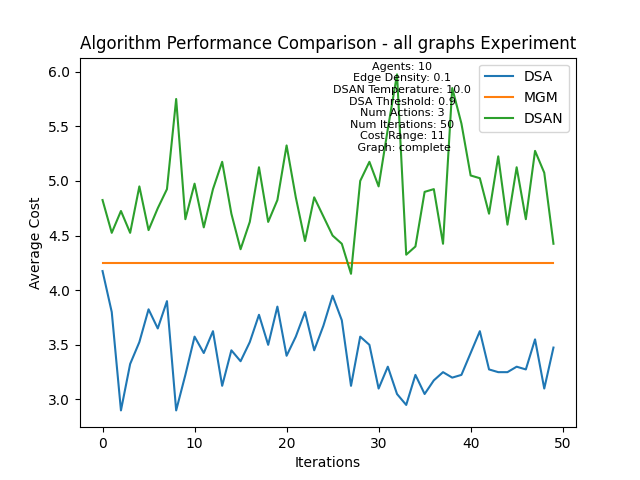 Algorithm Performance Comparison - all graphs Experiment
Agents: 10
Edge Density: 0.1
DSAN Temperature: 10.0
DSA Threshold: 0.9
Num Actions: 3
Num Iterations: 50
Cost Range: 11
Graph: complete
DSA
MGM
DSAN
Average Cost
6.0
5.5
5.0
4.5
4.0
3.5
3.0
0
10
20
30
40
50
Iterations